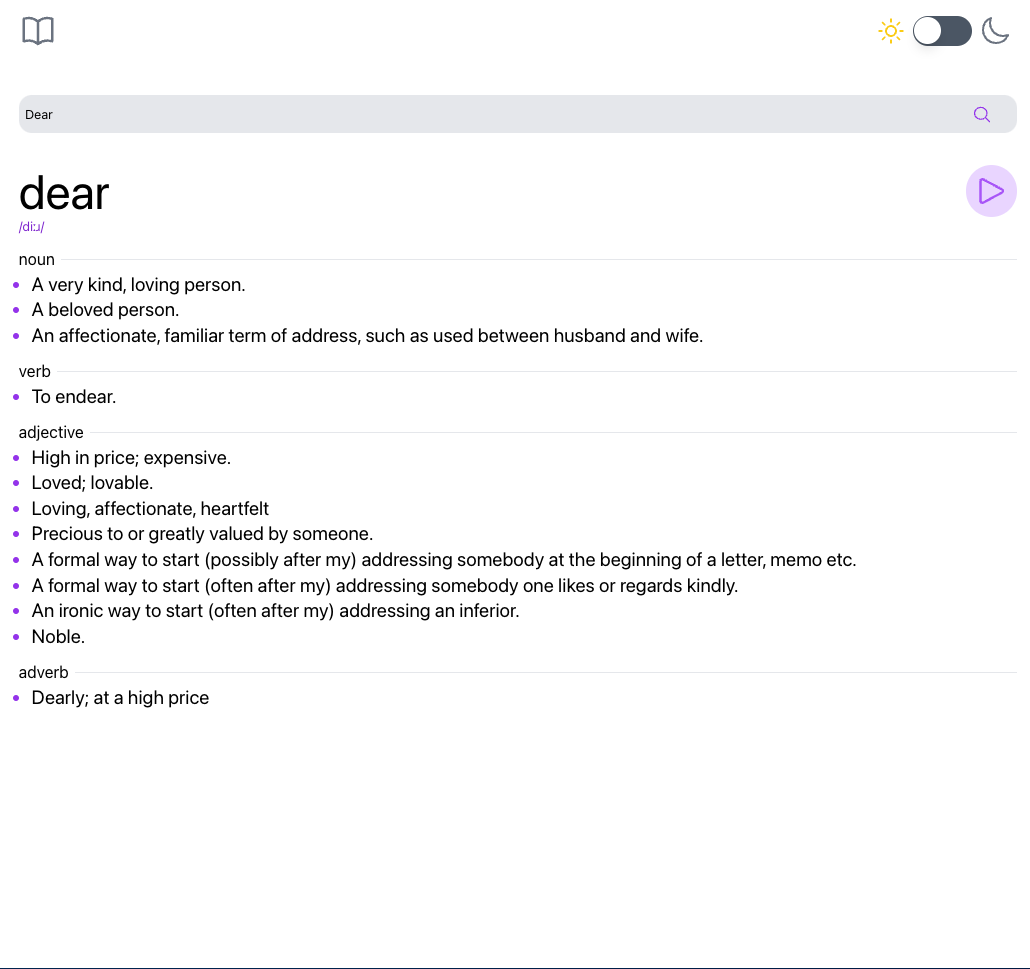 Dear
dear
/diːɹ/
noun
A very kind, loving person.
A beloved person.
An affectionate, familiar term of address, such as used between husband and wife.
verb
To endear.
adjective
High in price; expensive.
Loved; lovable.
Loving, affectionate, heartfelt
Precious to or greatly valued by someone.
A formal way to start (possibly after my) addressing somebody at the beginning of a letter, memo etc.
A formal way to start (often after my) addressing somebody one likes or regards kindly.
An ironic way to start (often after my) addressing an inferior.
Noble.
adverb
Dearly; at a high price